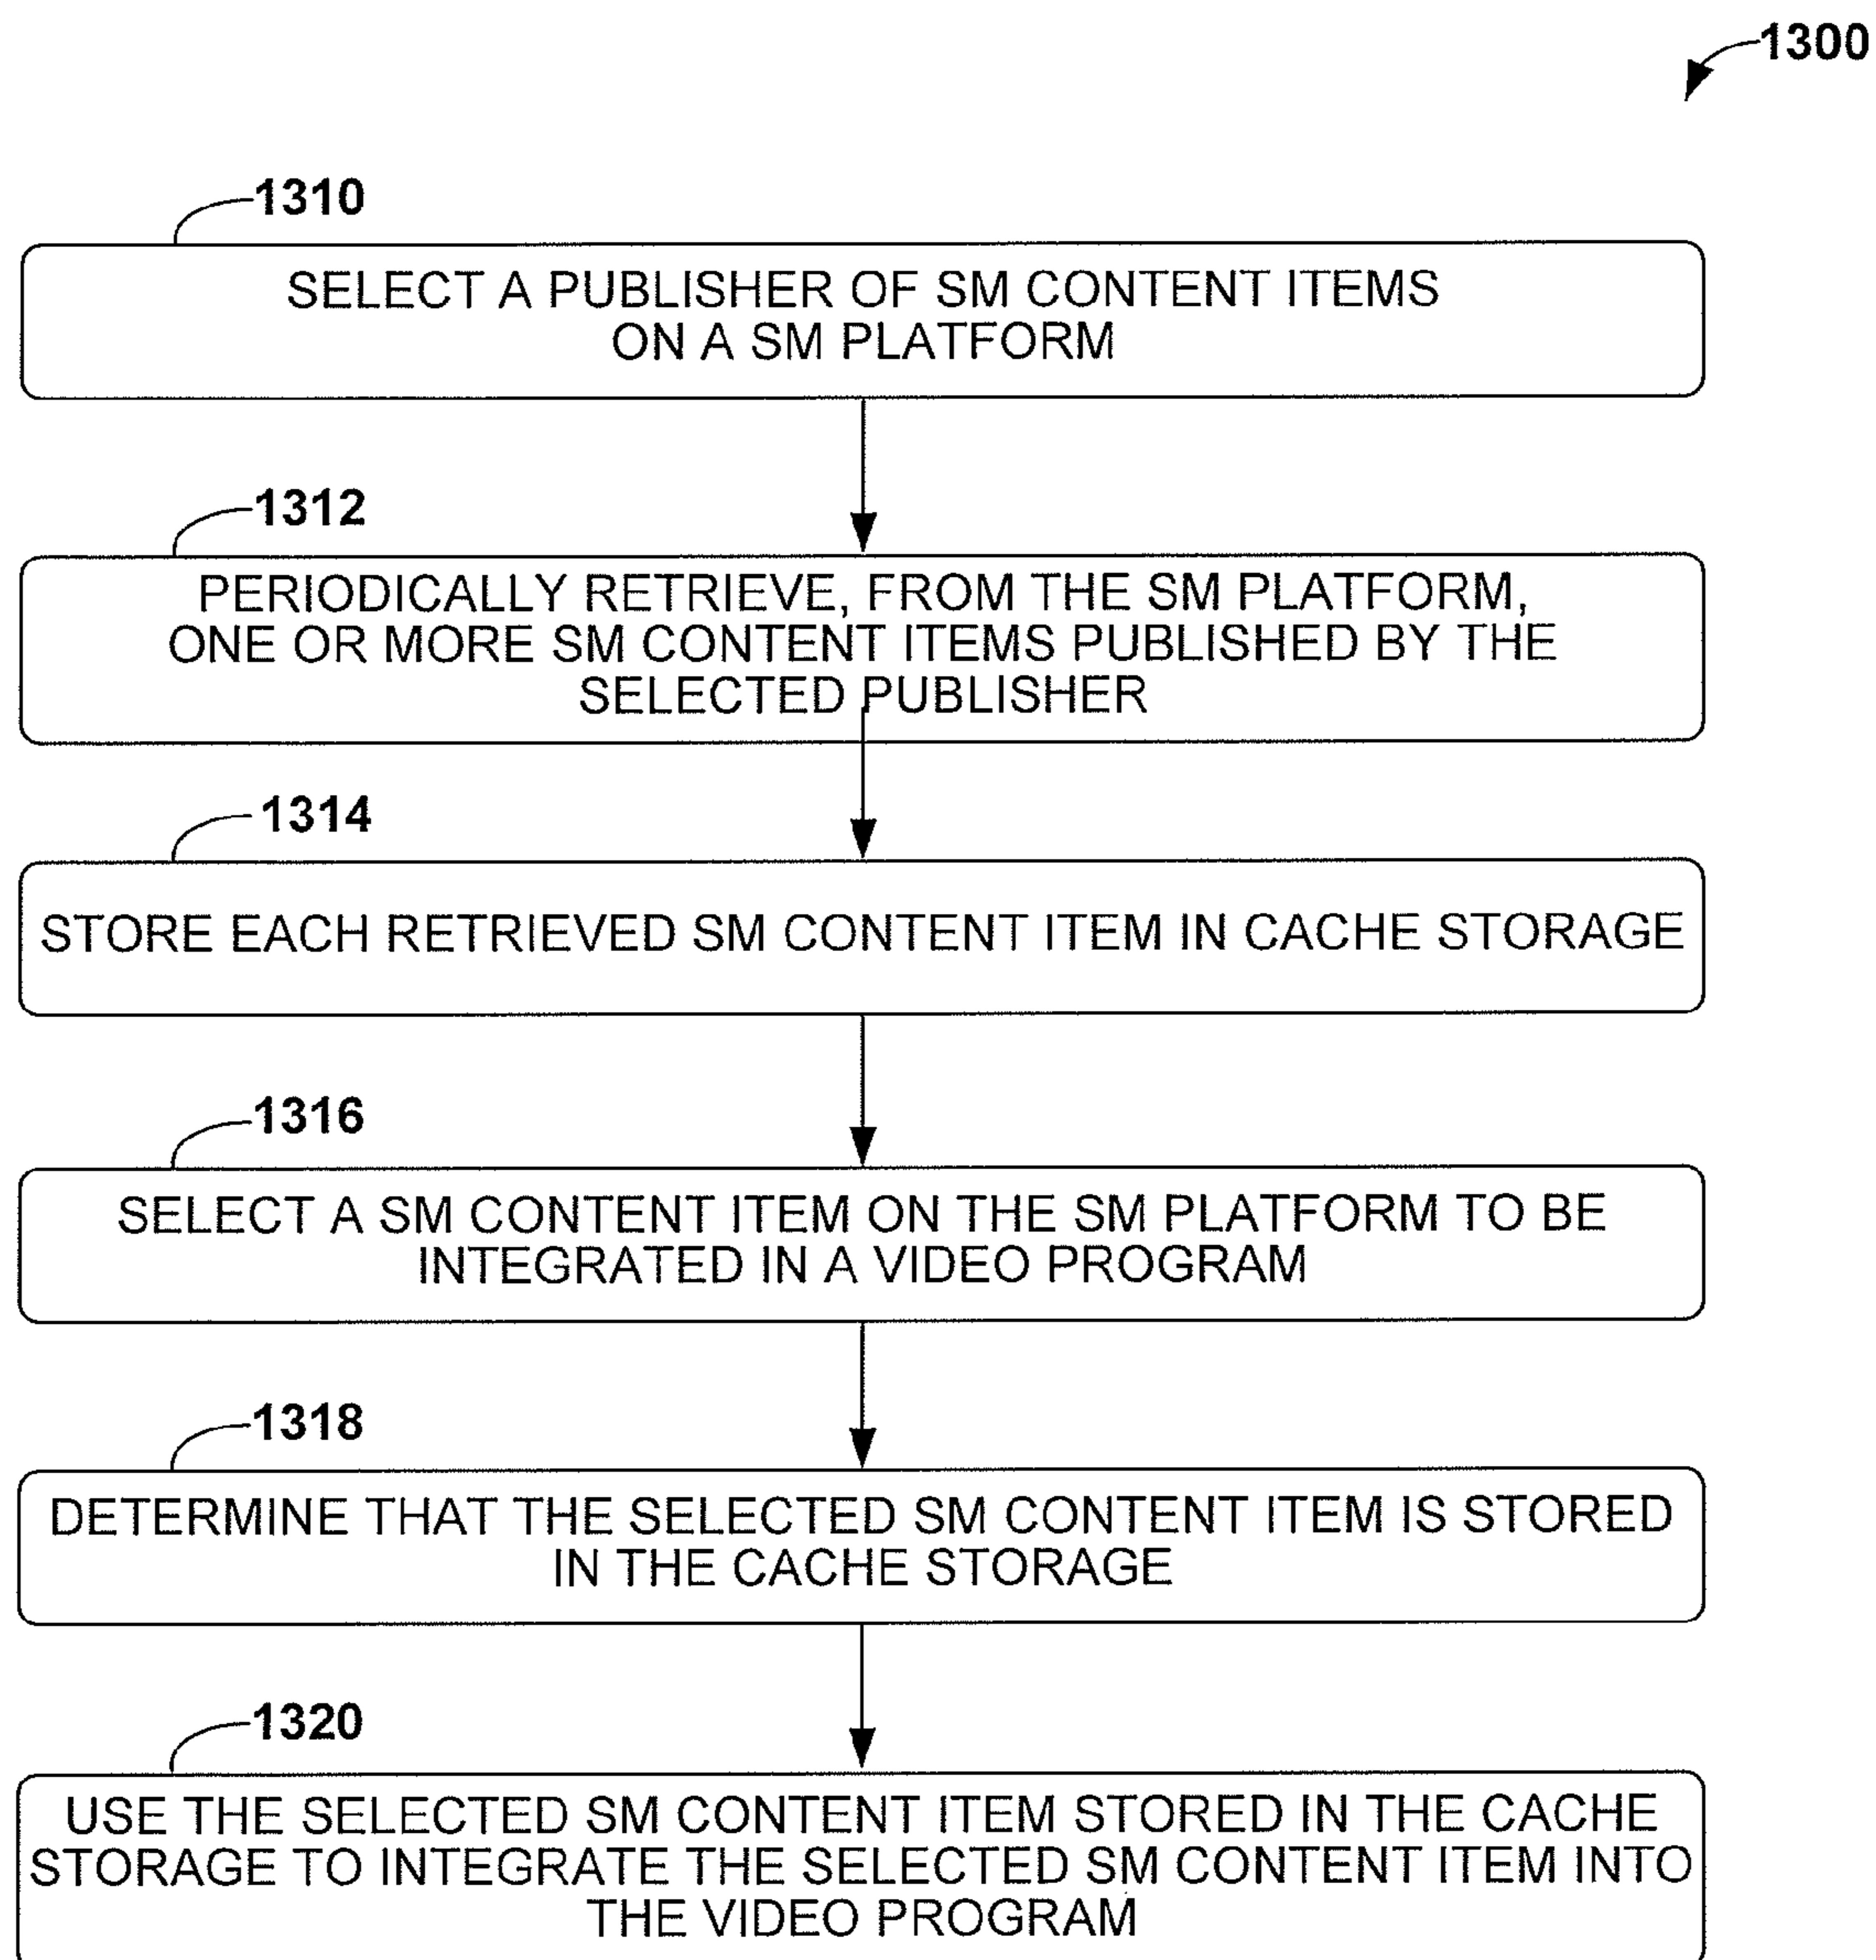 1300
1310
SELECT A PUBLISHER OF SM CONTENT ITEMS
ON A SM PLATFORM
1312
PERIODICALLY RETRIEVE, FROM THE SM PLATFORM,
ONE OR MORE SM CONTENT ITEMS PUBLISHED BY THE
SELECTED PUBLISHER
1314
STORE EACH RETRIEVED SM CONTENT ITEM IN CACHE STORAGE
1316
SELECT A SM CONTENT ITEM ON THE SM PLATFORM TO BE
INTEGRATED IN A VIDEO PROGRAM
1318
DETERMINE THAT THE SELECTED SM CONTENT ITEM IS STORED
IN THE CACHE STORAGE
1320
USE THE SELECTED SM CONTENT ITEM STORED IN THE CACHE
STORAGE TO INTEGRATE THE SELECTED SM CONTENT ITEM INTO
THE VIDEO PROGRAM